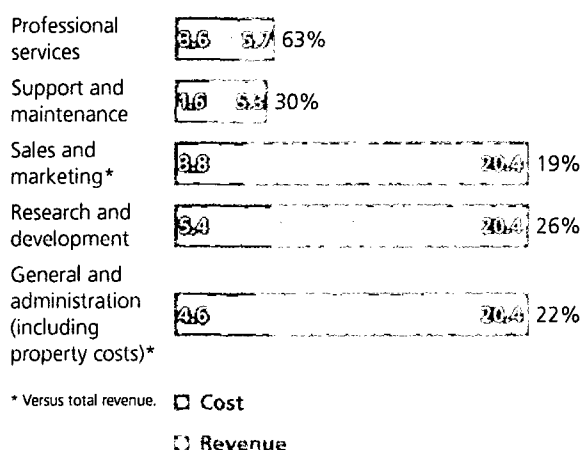 Professional
services
3.6 5.7 63%
Support and
maintenance
1.6 5.3 30%
Sales and
marketing*
3.8 20.4 19%
Research and
development
5.4 20.4 26%
General and
administration
(including
property costs)*
4.6 20.4 22%
* Versus total revenue.
Cost
Revenue